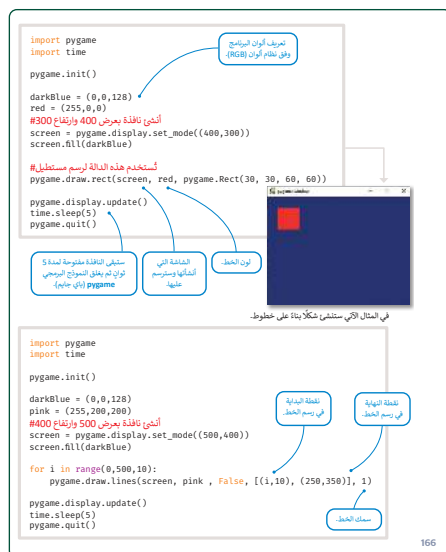 import pygame
import time
تعريف ألوان البرنامج
وفق نظام ألوان (RGB).
pygame.init()
darkBlue = (0,0,128)
red = (255,0,0)
#أنشئ نافذة بعرض 400 وارتفاع 300
screen = pygame.display.set_mode((400,300))
screen.fill(darkBlue)
#تُستخدم هذه الدالة لرسم مستطيل
pygame.draw.rect(screen, red, pygame.Rect(30, 30, 60, 60))
pygame.display.update()
time.sleep(5)
pygame.quit()
لون الخط.
الشاشة التي
أنشأتها وسترسم
عليها.
ستبقى النافذة مفتوحة لمدة 5
ثوانٍ ثم يغلق النموذج البرمجي
pygame (باي جايم).
pygame window
في المثال الآتي ستنشئ شكلًا بناءً على خطوط.
import pygame
import time
pygame.init()
darkBlue = (0,0,128)
pink = (255,200,200)
#أنشئ نافذة بعرض 500 وارتفاع 400
screen = pygame.display.set_mode((500,400))
screen.fill(darkBlue)
نقطة البداية
في رسم الخط.
نقطة النهاية
في رسم الخط.
for i in range(0,500,10):
pygame.draw.lines(screen, pink , False, [(i,10), (250,350)], 1)
pygame.display.update()
time.sleep(5)
pygame.quit()
سمك الخط.
166